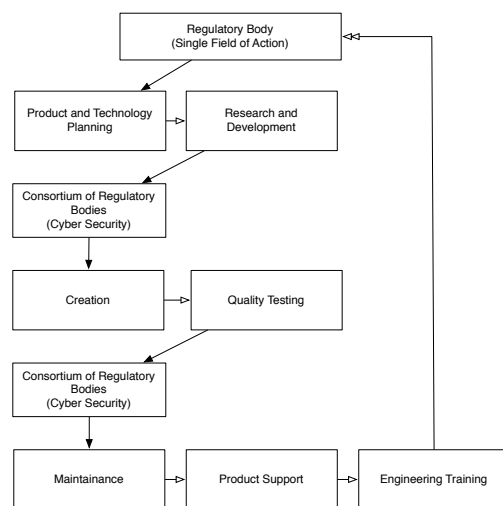 Regulatory Body
(Single Field of Action)
Product and Technology
Planning
Research and
Development
Consortium of Regulatory
Bodies
(Cyber Security)
Creation
Quality Testing
Consortium of Regulatory
Bodies
(Cyber Security)
Maintainance
Product Support
Engineering Training